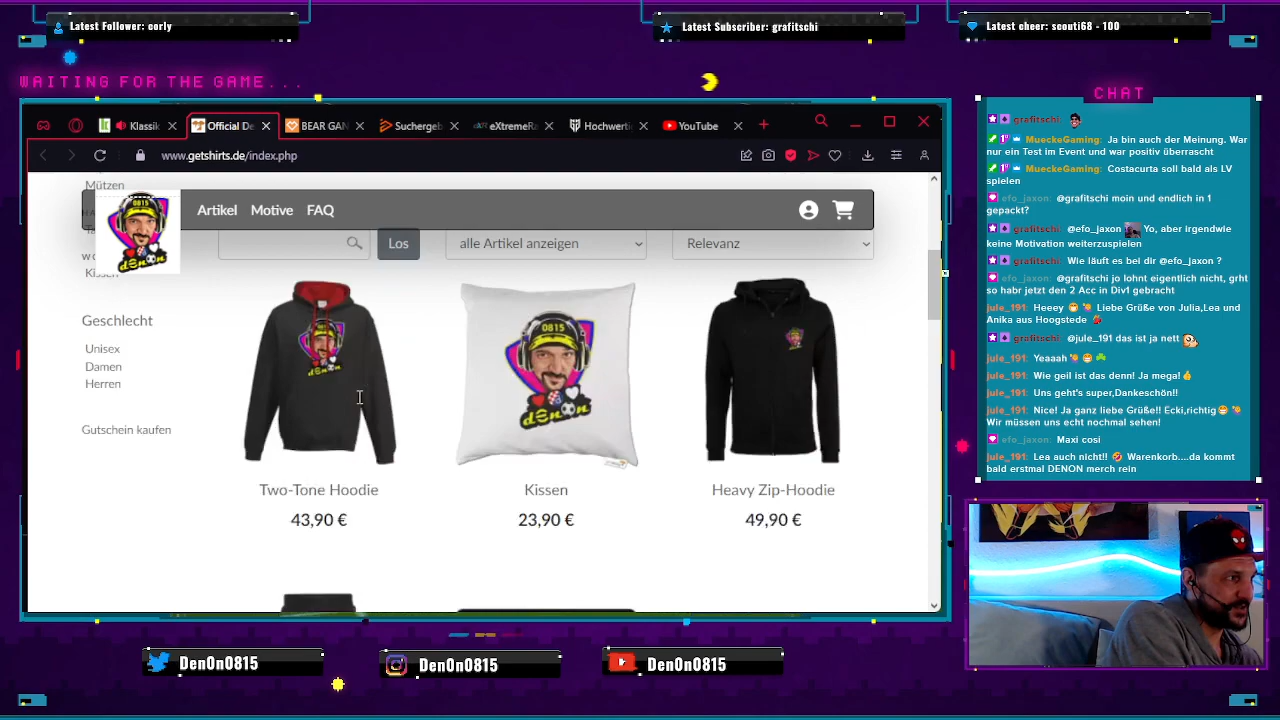 Latest Follower: corly
Latest Subscriber: grafitschi
Latest cheer: scouti68 - 100
WAITING FOR THE GAME...
Klassik
Official De
BEAR GAN
Sucherge
eXtremeR
Hochwertig
YouTube
www.getshirts.de/index.php
Mützen
Artikel
Motive
FAQ
Los
alle Artikel anzeigen
Relevanz
Kissen
Geschlecht
Unisex
Damen
Herren
Gutschein kaufen
0815
denon
Two-Tone Hoodie
43,90 €
Kissen
23,90 €
Heavy Zip-Hoodie
49,90 €
CHAT
grafitschi:
MueckeGaming: Ja bin auch der Meinung. War
nur ein Test im Event und war positiv überrascht
MueckeGaming: Costacurta soll bald als LV
spielen
efo_jaxon: @grafitschi moin und endlich in 1
gepackt?
grafitschi: @efo_jaxon Yo, aber irgendwie
keine Motivation weiterzuspielen
grafitschi: Wie läuft es bei dir @efo_jaxon ?
efo_jaxon: @grafitschi jo lohnt eigentlich nicht, grht
so habr jetzt den 2 Acc in Div1 gebracht
jule_191: Heeey Liebe Grüße von Julia,Lea und
Anika aus Hoogstede
grafitschi: @jule_191 das ist ja nett
jule_191: Yeaaah
jule_191: Wie geil ist das denn! Ja mega!
jule_191: Uns geht's super,Dankeschön!!
jule_191: Nice! Ja ganz liebe Grüße!! Ecki,richtig
Wir müssen uns echt nochmal sehen!
efo_jaxon: Maxi cosi
jule_191: Lea auch nicht!! Warenkorb....da kommt
bald erstmal DENON merch rein
DenOn0815
DenOn0815
DenOn0815